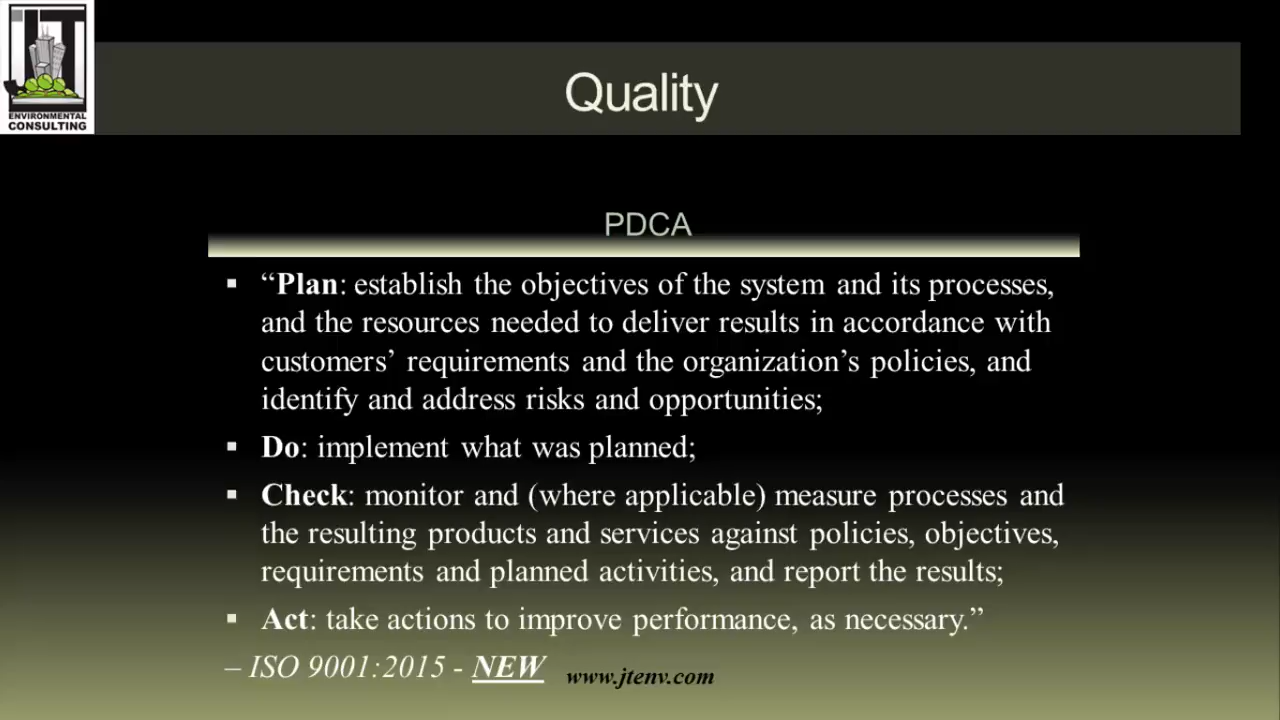 JT
ENVIRONMENTAL
CONSULTING
Quality
PDCA
▪ “Plan: establish the objectives of the system and its processes,
and the resources needed to deliver results in accordance with
customers’ requirements and the organization’s policies, and
identify and address risks and opportunities;
▪ Do: implement what was planned;
▪ Check: monitor and (where applicable) measure processes and
the resulting products and services against policies, objectives,
requirements and planned activities, and report the results;
▪ Act: take actions to improve performance, as necessary.”
– ISO 9001:2015 - NEW
www.jtenv.com